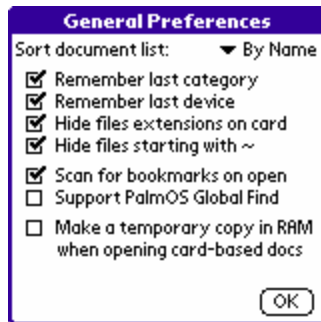 General Preferences
Sort document list: By Name
Remember last category
Remember last device
Hide files extensions on card
Hide files starting with ~
Scan for bookmarks on open
Support PalmOS Global Find
Make a temporary copy in RAM
when opening card-based docs
OK